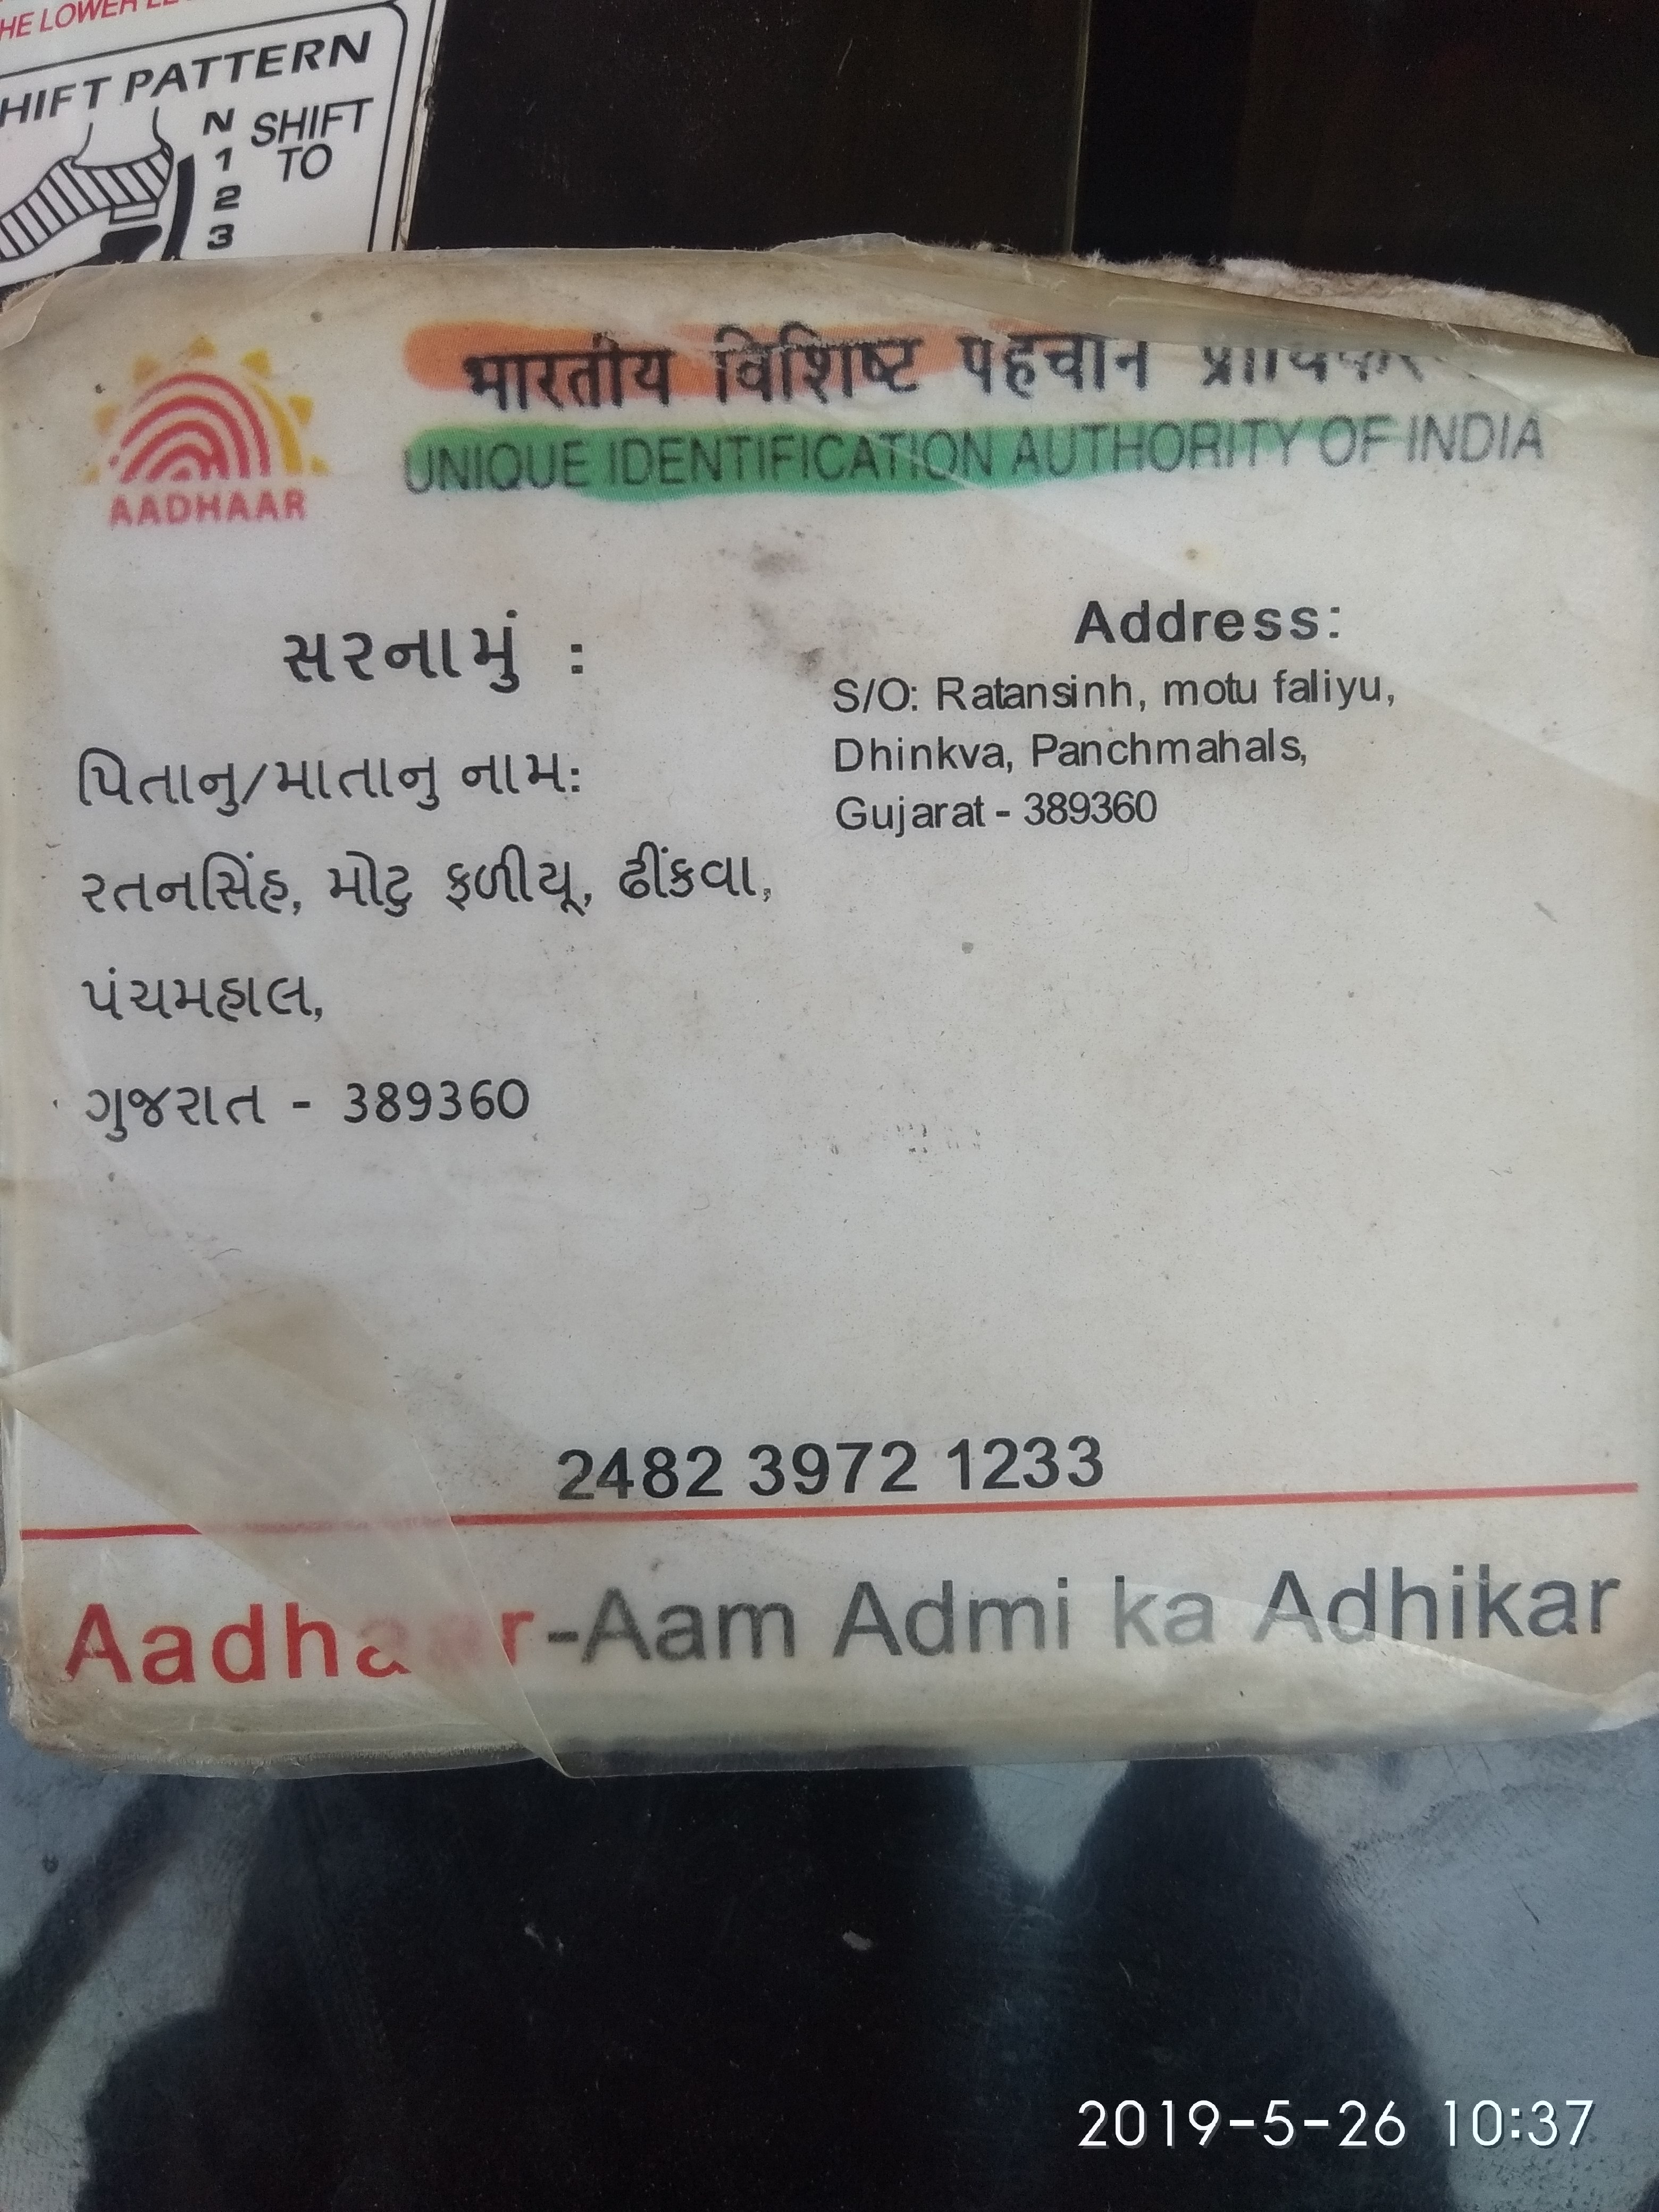 SHIFT PATTERN
N SHIFT
1 TO
2
3
भारतीय विशिष्ट पहचान
UNIQUE IDENTIFICATION AUTHORITY OF INDIA
AADHAAR
સરનામું :
પિતાનુ/માતાનુ નામ:
રતનસિંહ, મોટુ ફળીયૂ, ઢીંકવા,
પંચમહાલ,
ગુજરાત - 389360
Address:
S/O: Ratansinh, motu faliyu,
Dhinkva, Panchmahals,
Gujarat - 389360
2482 3972 1233
Aadhaar-Aam Admi ka Adhikar
2019-5-26 10:37